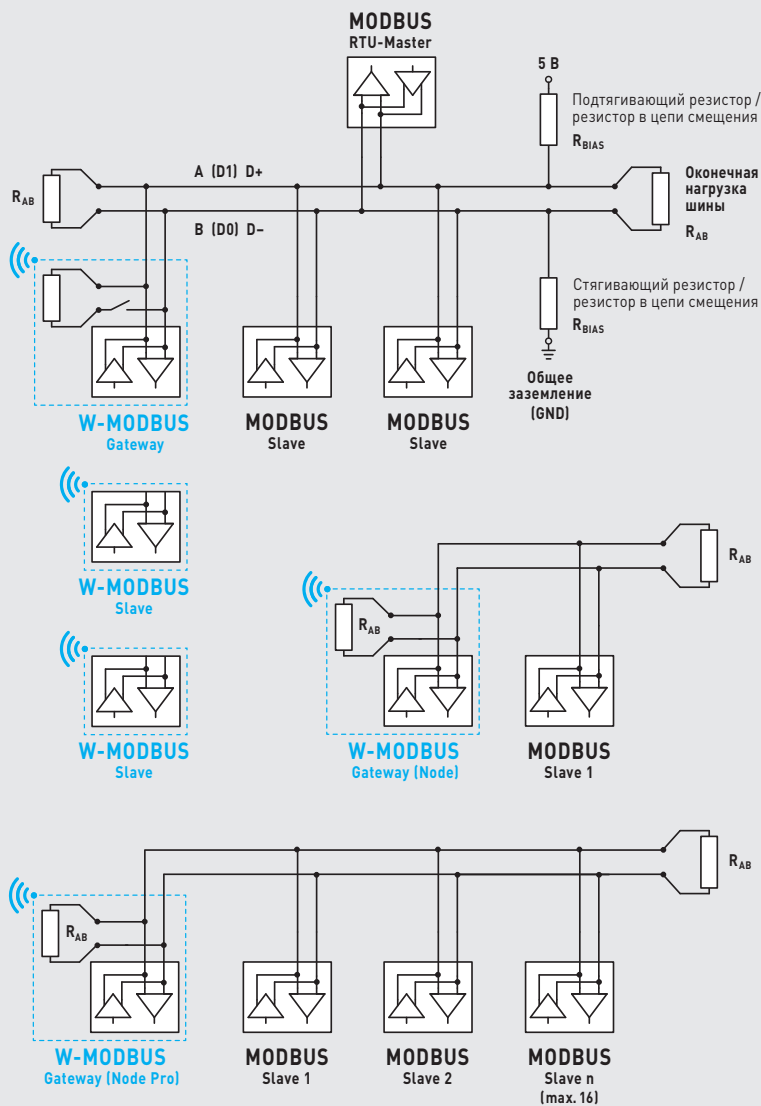 MODBUS
RTU-Master
5 В
Подтягивающий резистор /
резистор в цепи смещения
RBIAS
A (D1) D+
RAB
B (D0) D−
Оконечная
нагрузка
шины
RAB
Стягивающий резистор /
резистор в цепи смещения
RBIAS
Общее
заземление
(GND)
W-MODBUS
Gateway
MODBUS
Slave
MODBUS
Slave
W-MODBUS
Slave
RAB
RAB
W-MODBUS
Slave
W-MODBUS
Gateway (Node)
MODBUS
Slave 1
RAB
RAB
W-MODBUS
Gateway (Node Pro)
MODBUS
Slave 1
MODBUS
Slave 2
MODBUS
Slave n
(max. 16)